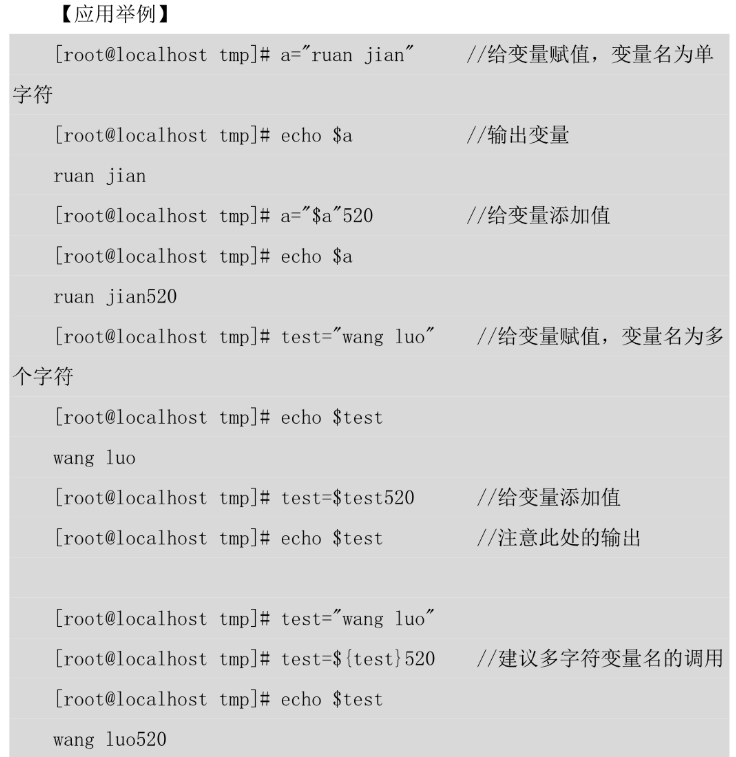 【应用举例】
[root@localhost tmp]# a="ruan jian" //给变量赋值，变量名为单
字符
[root@localhost tmp]# echo $a //输出变量
ruan jian
[root@localhost tmp]# a="$a"520 //给变量添加值
[root@localhost tmp]# echo $a
ruan jian520
[root@localhost tmp]# test="wang luo" //给变量赋值，变量名为多
个字符
[root@localhost tmp]# echo $test
wang luo
[root@localhost tmp]# test=$test520 //给变量添加值
[root@localhost tmp]# echo $test //注意此处的输出
[root@localhost tmp]# test="wang luo"
[root@localhost tmp]# test=${test}520 //建议多字符变量名的调用
[root@localhost tmp]# echo $test
wang luo520